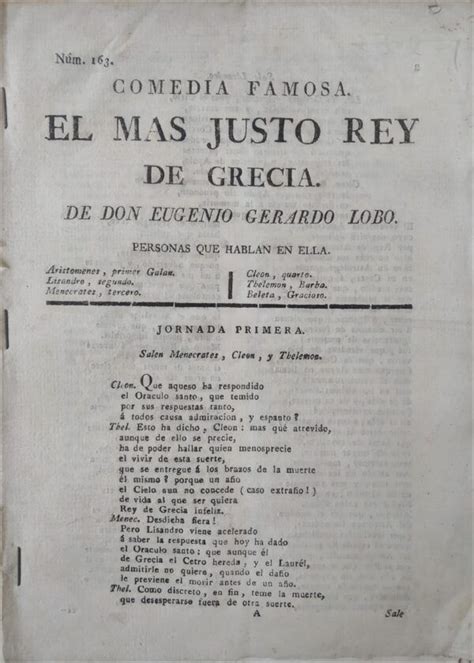 Núm. 163.
COMEDIA FAMOSA.
EL MAS JUSTO REY
DE GRECIA.
DE DON EUGENIO GERARDO LOBO.
PERSONAS QUE HABLAN EN ELLA.
Aristomenes, primer Galan.
Lisandro, segundo.
Menecrates, tercero.
Cleon, quarto.
Thelemon, Barba.
Beleta, Gracioso.
JORNADA PRIMERA.
Salen Menecrates, Cleon, y Thelemon.
Cleon. Que aqueso ha respondido
el Oraculo santo, que temido
por sus respuestas tanto,
á todos causa admiracion, y espanto?
Thel. Esto ha dicho, Cleon: mas qué atrevido,
aunque de ello se precie,
ha de poder hallar quien menosprecie
el vivir de esta suerte,
que se entregue á los brazos de la muerte
él mismo? porque un año
el Cielo aun no concede (caso extraño!)
de vida al que ser quiera
Rey de Grecia infelix.
Menec. Desdicha fiera!
Pero Lisandro viene acelerado
á saber la respuesta que hoy ha dado
el Oraculo santo: que aunque él
de Grecia el Cetro hereda, y el Laurél,
admitirle no quiere, quando el daño
le previene el morir antes de un año.
Thel. Como discreto, en fin, teme la muerte,
que desesperarse fuera de otra suerte.
A
Sale